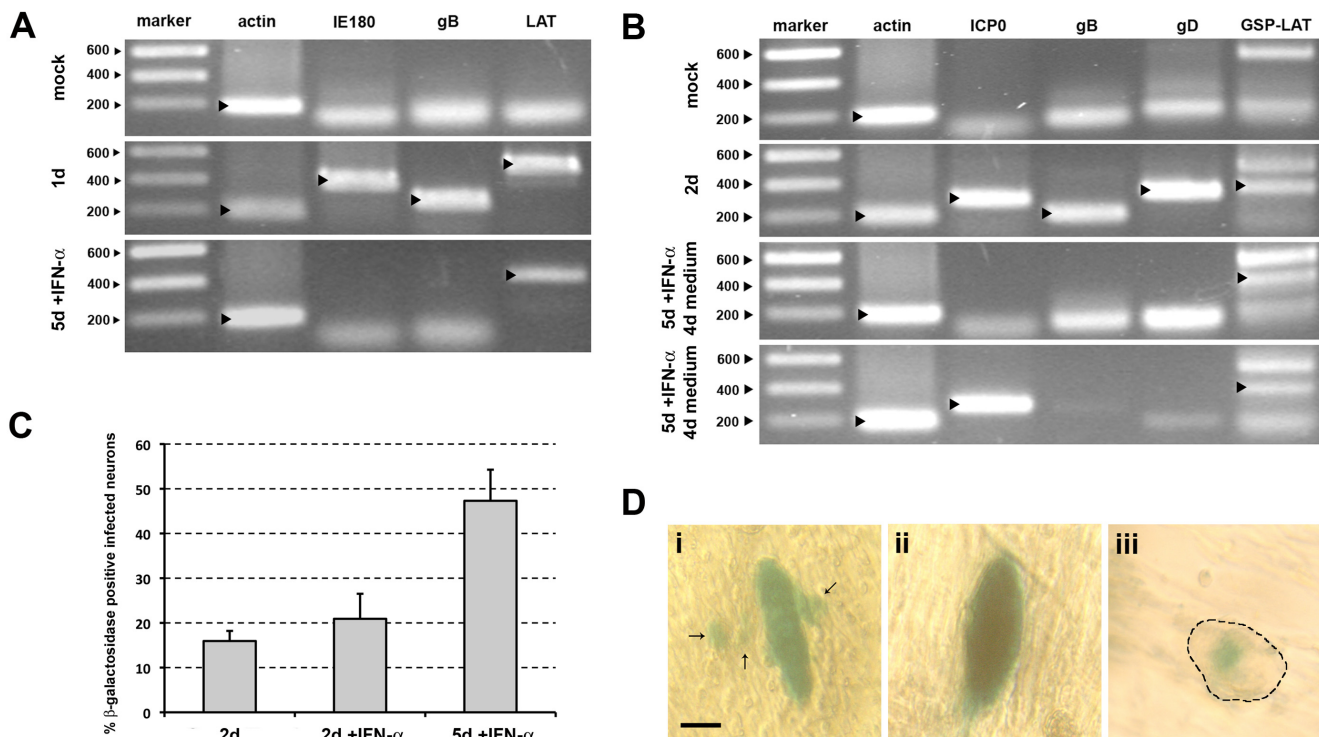 A
marker actin IE180 gB LAT
mock
600
400
200
1d
600
400
200
5d +IFN-α
600
400
200
B
marker actin ICP0 gB gD GSP-LAT
mock
600
400
200
2d
600
400
200
5d +IFN-α
4d medium
600
400
200
5d +IFN-α
4d medium
600
400
200
C
% β-galactosidase positive infected neurons
60
50
40
30
20
10
0
2d 2d +IFN-α 5d +IFN-α
D
i
ii
iii